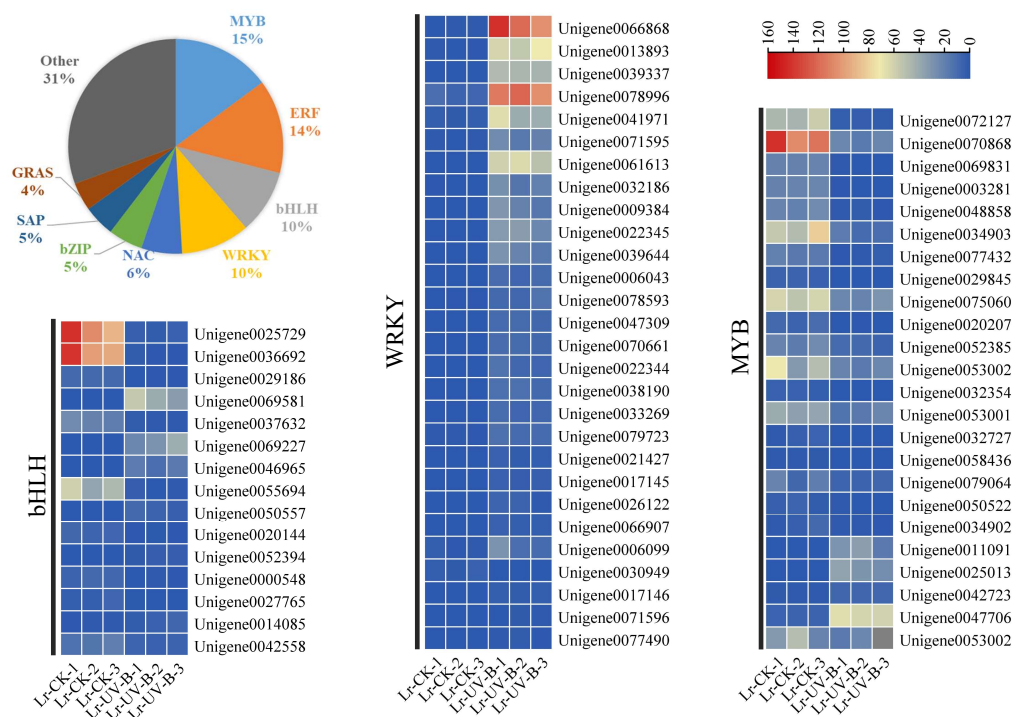 MYB
15%
ERF
14%
bHLH
10%
WRKY
10%
NAC
6%
bZIP
5%
SAP
5%
GRAS
4%
Other
31%
bHLH
Unigene0025729
Unigene0036692
Unigene0029186
Unigene0069581
Unigene0037632
Unigene0069227
Unigene0046965
Unigene0055694
Unigene0050557
Unigene0020144
Unigene0052394
Unigene0000548
Unigene0027765
Unigene0014085
Unigene0042558
Lr-CK-1
Lr-CK-2
Lr-CK-3
Lr-UV-B-1
Lr-UV-B-2
Lr-UV-B-3
WRKY
Unigene0066868
Unigene0013893
Unigene0039337
Unigene0078996
Unigene0041971
Unigene0071595
Unigene0061613
Unigene0032186
Unigene0009384
Unigene0022345
Unigene0039644
Unigene0006043
Unigene0078593
Unigene0047309
Unigene0070661
Unigene0022344
Unigene0038190
Unigene0033269
Unigene0079723
Unigene0021427
Unigene0017145
Unigene0026122
Unigene0066907
Unigene0006099
Unigene0030949
Unigene0017146
Unigene0071596
Unigene0077490
Lr-CK-1
Lr-CK-2
Lr-CK-3
Lr-UV-B-1
Lr-UV-B-2
Lr-UV-B-3
160
140
120
100
80
60
40
20
0
MYB
Unigene0072127
Unigene0070868
Unigene0069831
Unigene0003281
Unigene0048858
Unigene0034903
Unigene0077432
Unigene0029845
Unigene0075060
Unigene0020207
Unigene0052385
Unigene0053002
Unigene0032354
Unigene0053001
Unigene0032727
Unigene0058436
Unigene0079064
Unigene0050522
Unigene0034902
Unigene0011091
Unigene0025013
Unigene0042723
Unigene0047706
Unigene0053002
Lr-CK-1
Lr-CK-2
Lr-CK-3
Lr-UV-B-1
Lr-UV-B-2
Lr-UV-B-3